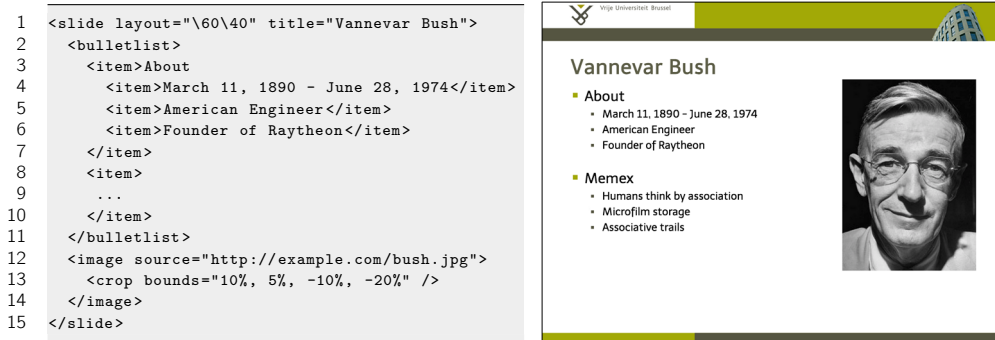 1 <slide layout="\60\40" title="Vannevar Bush">
2 <bulletlist>
3 <item>About
4 <item>March 11, 1890 - June 28, 1974</item>
5 <item>American Engineer</item>
6 <item>Founder of Raytheon</item>
7 </item>
8 <item>
9 ...
10 </item>
11 </bulletlist>
12 <image source="http://example.com/bush.jpg">
13 <crop bounds="10%, 5%, -10%, -20%" />
14 </image>
15 </slide>
Vrije Universiteit Brussel
Vannevar Bush
About
March 11, 1890 - June 28, 1974
American Engineer
Founder of Raytheon
Memex
Humans think by association
Microfilm storage
Associative trails